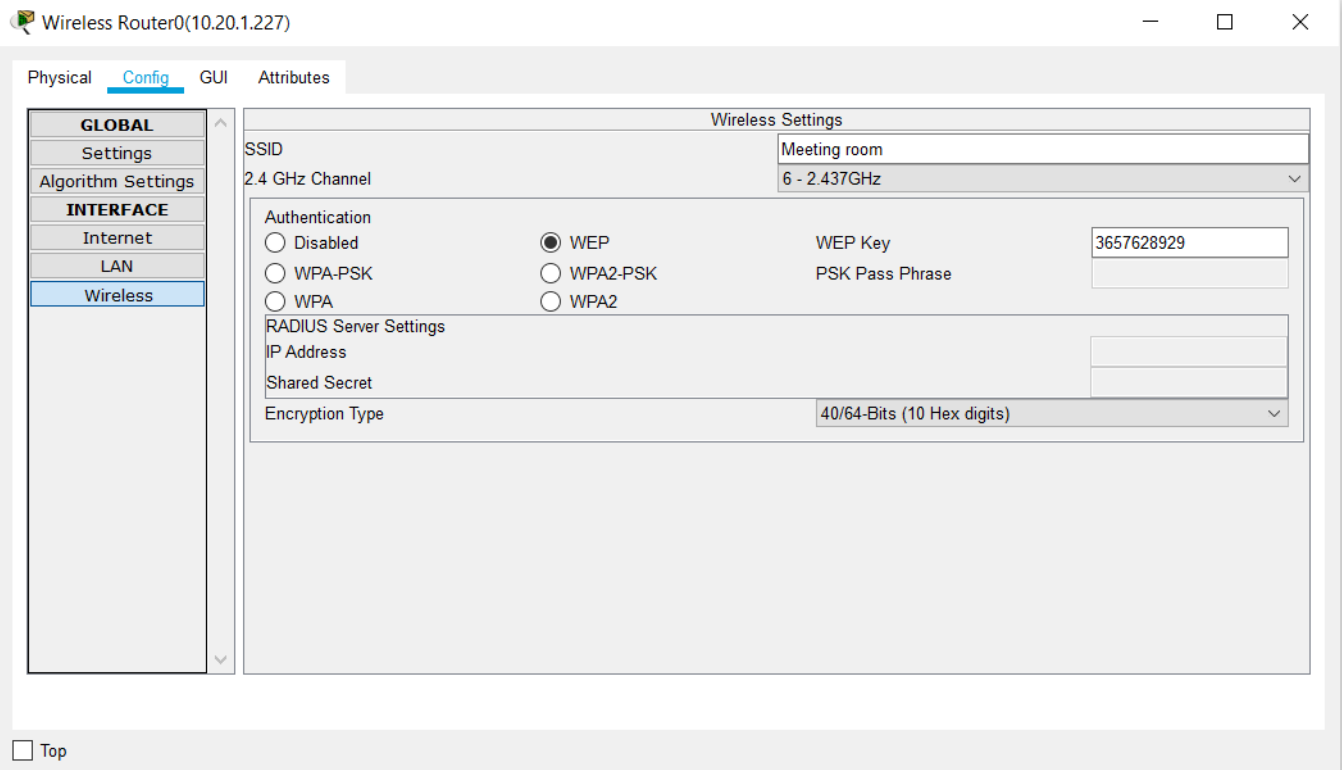 Wireless Router0(10.20.1.227)
Physical Config GUI Attributes
GLOBAL
Settings
Algorithm Settings
INTERFACE
Internet
LAN
Wireless
Wireless Settings
SSID Meeting room
2.4 GHz Channel 6 - 2.437GHz
Authentication
Disabled WEP WEP Key 3657628929
WPA-PSK WPA2-PSK PSK Pass Phrase
WPA WPA2
RADIUS Server Settings
IP Address
Shared Secret
Encryption Type 40/64-Bits (10 Hex digits)
Top